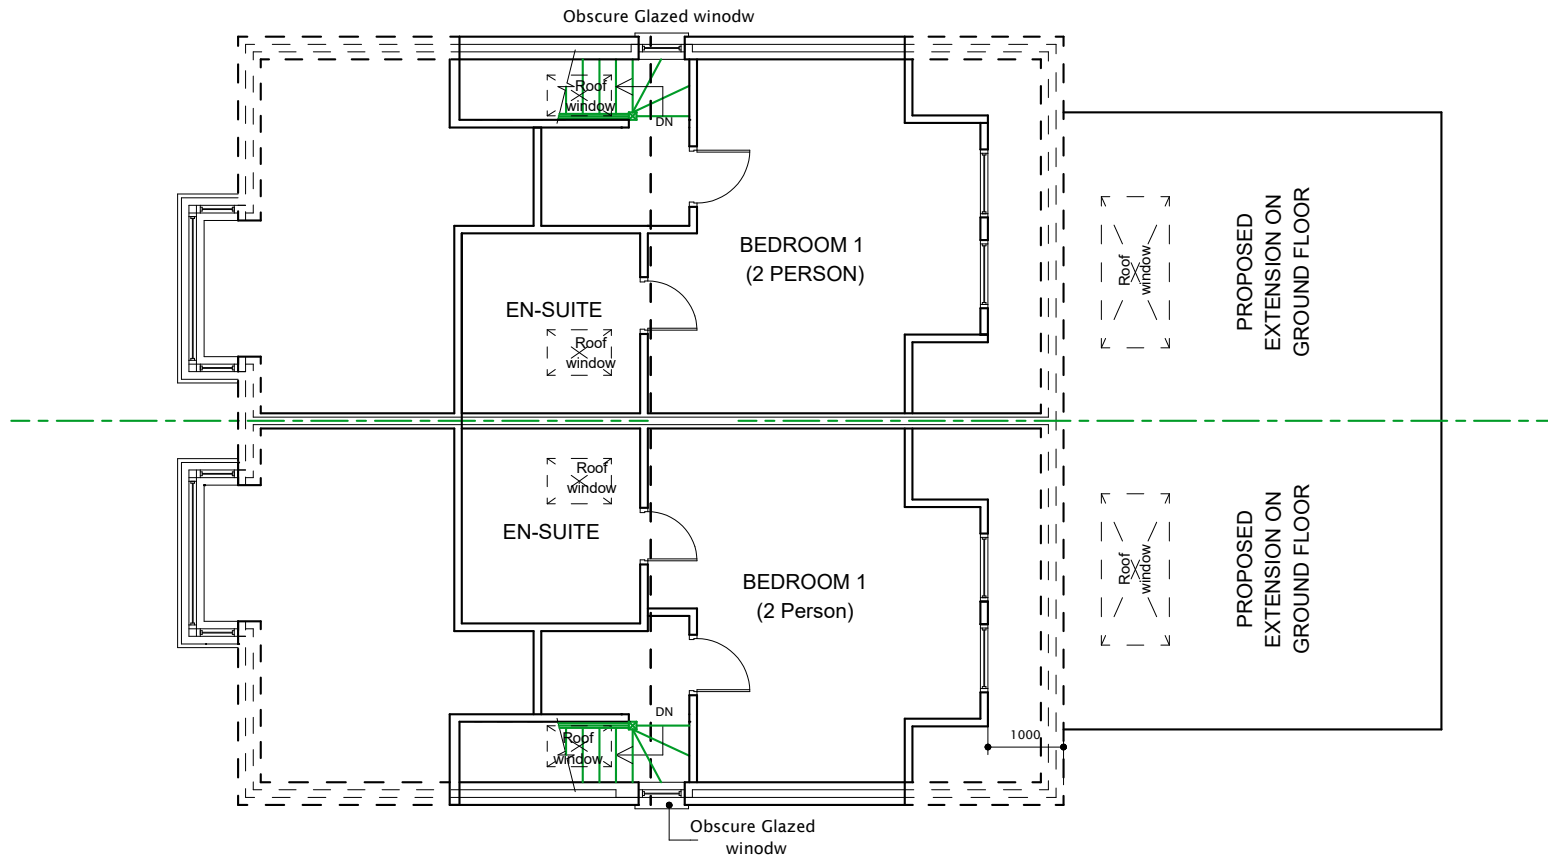 Obscure Glazed winodw
Roof
window
DN
BEDROOM 1
(2 PERSON)
EN-SUITE
Roof
window
Roof
window
PROPOSED
EXTENSION ON
GROUND FLOOR
Roof
window
EN-SUITE
BEDROOM 1
(2 Person)
Roof
window
PROPOSED
EXTENSION ON
GROUND FLOOR
DN
Roof
window
1000
Obscure Glazed
winodw